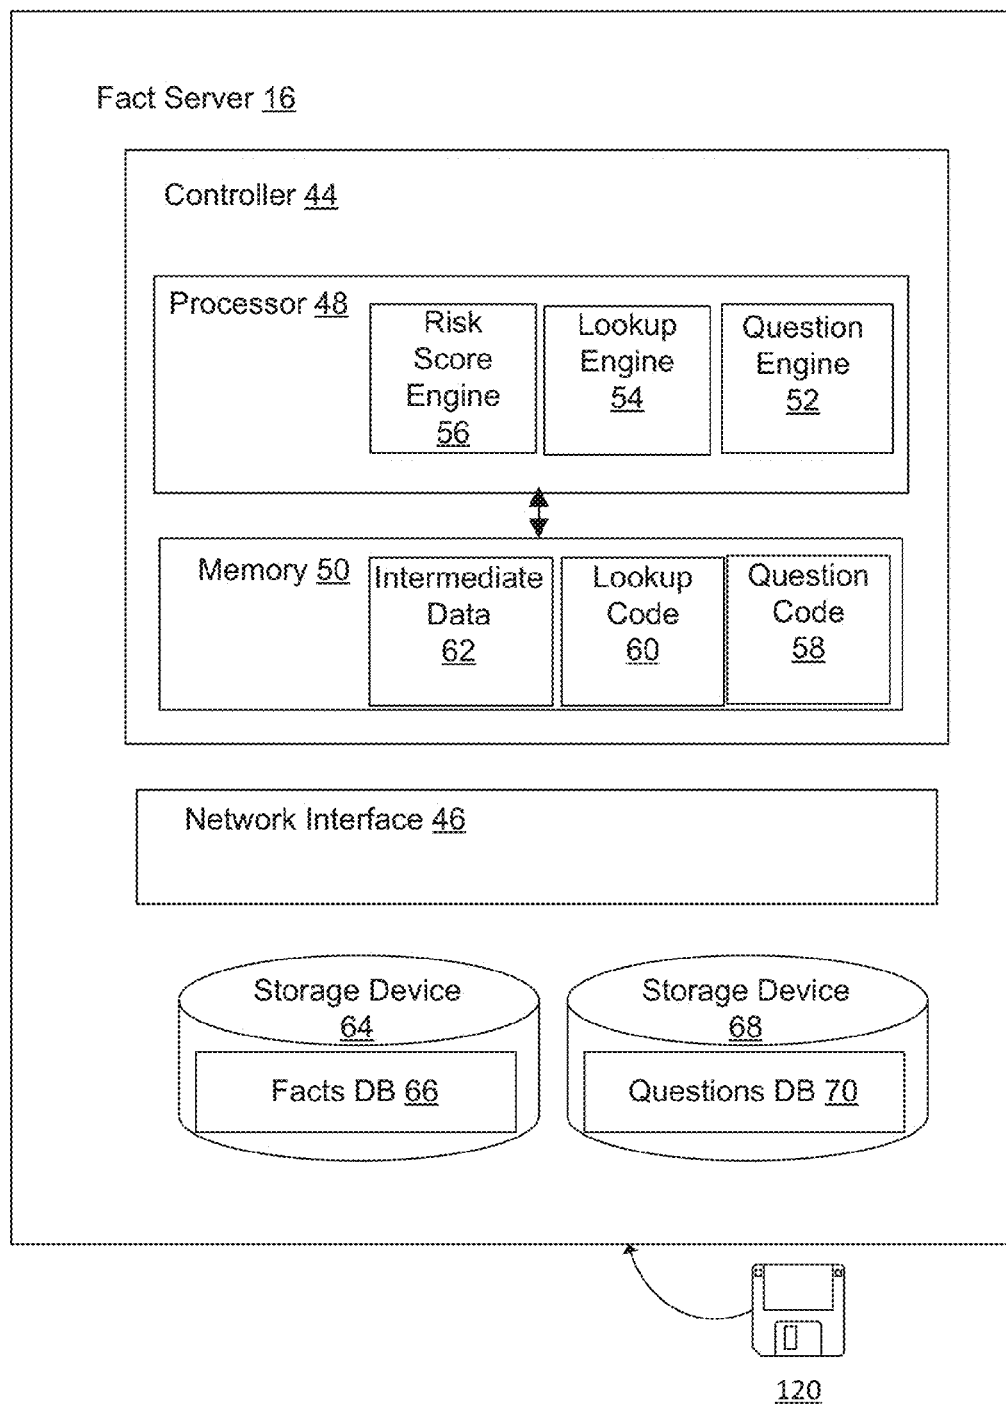 Fact Server 16
Controller 44
Processor 48
Risk
Score
Engine
56
Lookup
Engine
54
Question
Engine
52
Memory 50
Intermediate
Data
62
Lookup
Code
60
Question
Code
58
Network Interface 46
Storage Device
64
Facts DB 66
Storage Device
68
Questions DB 70
120